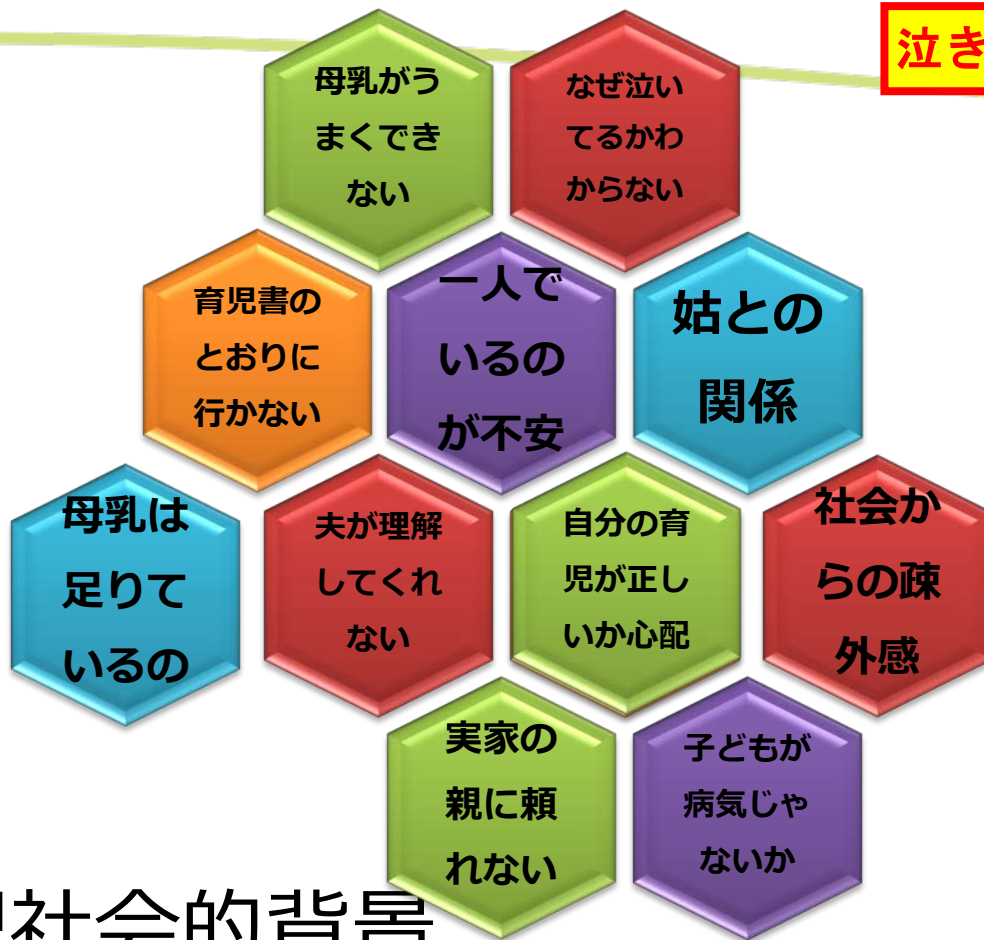 泣き
母乳がう
まくでき
ない
なぜ泣い
てるかわ
からない
育児書の
とおりに
行かない
一人で
いるの
が不安
姑との
関係
母乳は
足りて
いるの
夫が理解
してくれ
ない
自分の育
児が正し
いか心配
社会か
らの疎
外感
実家の
親に頼
れない
子どもが
病気じゃ
ないか
社会的背景